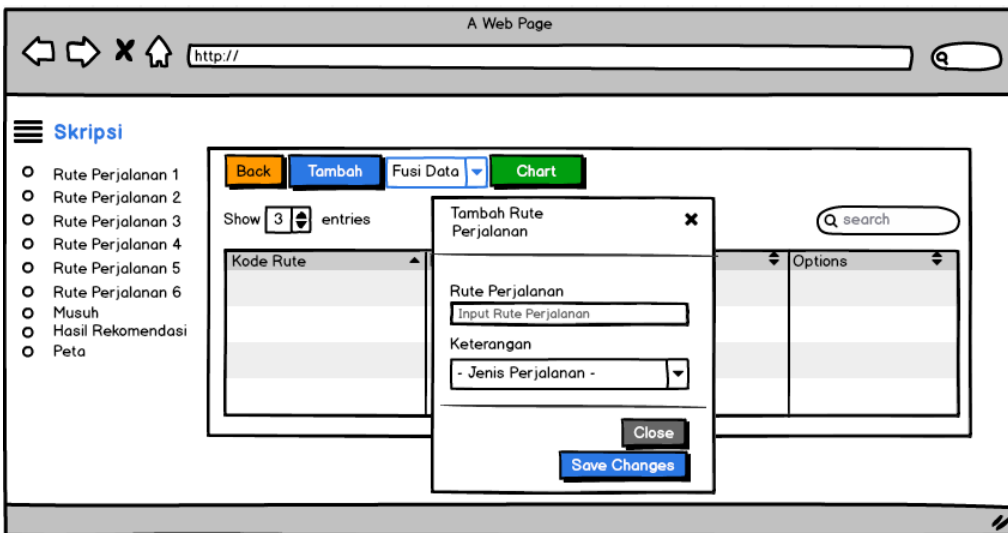 A Web Page
http://
Skripsi
Rute Perjalanan 1
Rute Perjalanan 2
Rute Perjalanan 3
Rute Perjalanan 4
Rute Perjalanan 5
Rute Perjalanan 6
Musuh
Hasil Rekomendasi
Peta
Back Tambah Fusi Data Chart
Show 3 entries search
Kode Rute Options
Tambah Rute
Perjalanan
Rute Perjalanan
Input Rute Perjalanan
Keterangan
- Jenis Perjalanan -
Close
Save Changes